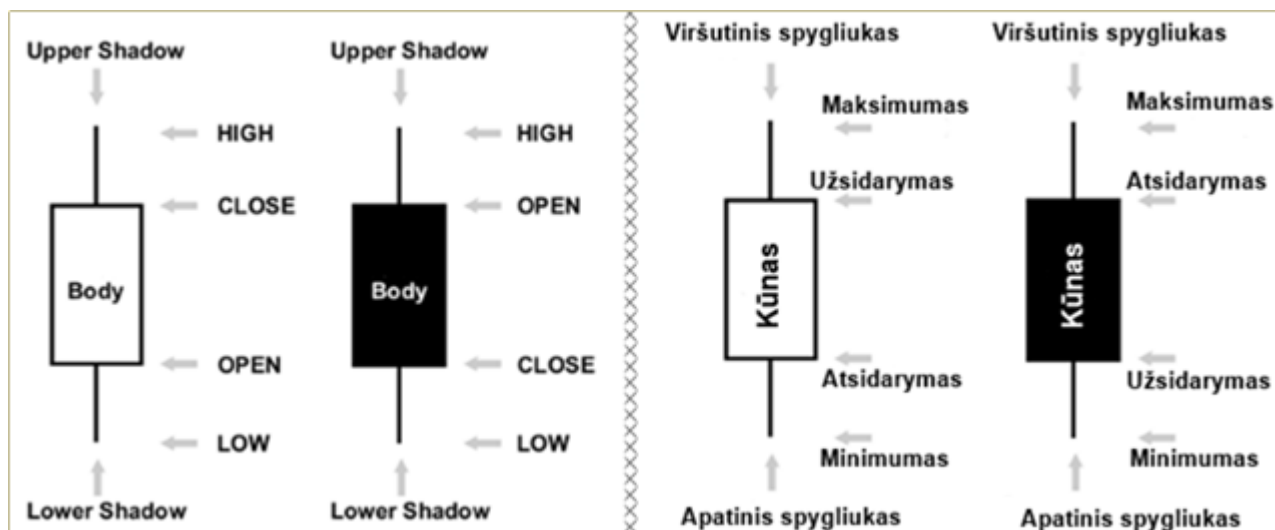 Upper Shadow
HIGH
CLOSE
Body
OPEN
LOW
Lower Shadow
Upper Shadow
HIGH
OPEN
Body
CLOSE
LOW
Lower Shadow
Viršutinis spygliukas
Maksimumas
Užsidarymas
Kūnas
Atsidarymas
Minimumas
Apatinis spygliukas
Viršutinis spygliukas
Maksimumas
Atsidarymas
Kūnas
Užsidarymas
Minimumas
Apatinis spygliukas